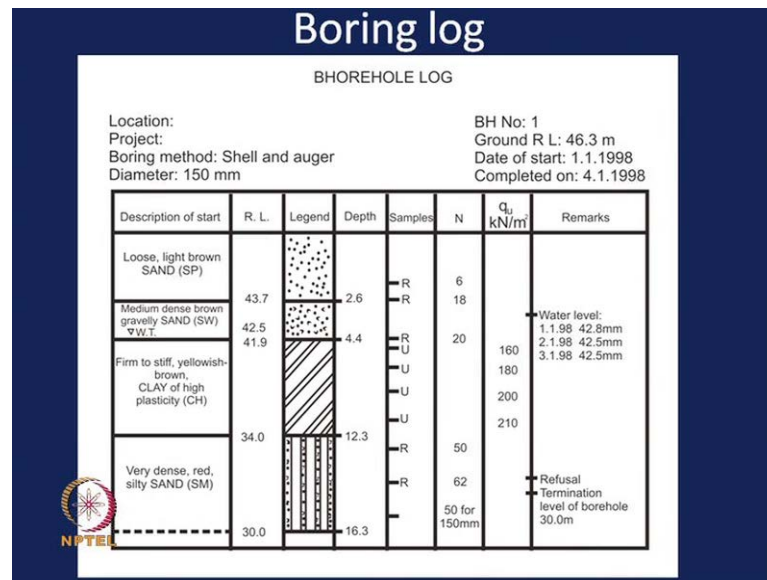 Boring log
BHOREHOLE LOG
Location:
Project:
Boring method: Shell and auger
Diameter: 150 mm
BH No: 1
Ground R L: 46.3 m
Date of start: 1.1.1998
Completed on: 4.1.1998
Description of start R. L. Legend Depth Samples N qu kN/m² Remarks
Loose, light brown
SAND (SP)
R 6
43.7 2.6 R 18
Medium dense brown
gravelly SAND (SW)
▽W.T. 42.5
41.9 4.4 R 20
U 160
Water level:
1.1.98 42.8mm
2.1.98 42.5mm
3.1.98 42.5mm
Firm to stiff, yellowish-
brown,
CLAY of high
plasticity (CH)
U 180
U 200
U 210
34.0 12.3 R 50
Very dense, red,
silty SAND (SM)
R 62
50 for
150mm
Refusal
Termination
level of borehole
30.0m
30.0 16.3
NPTEL